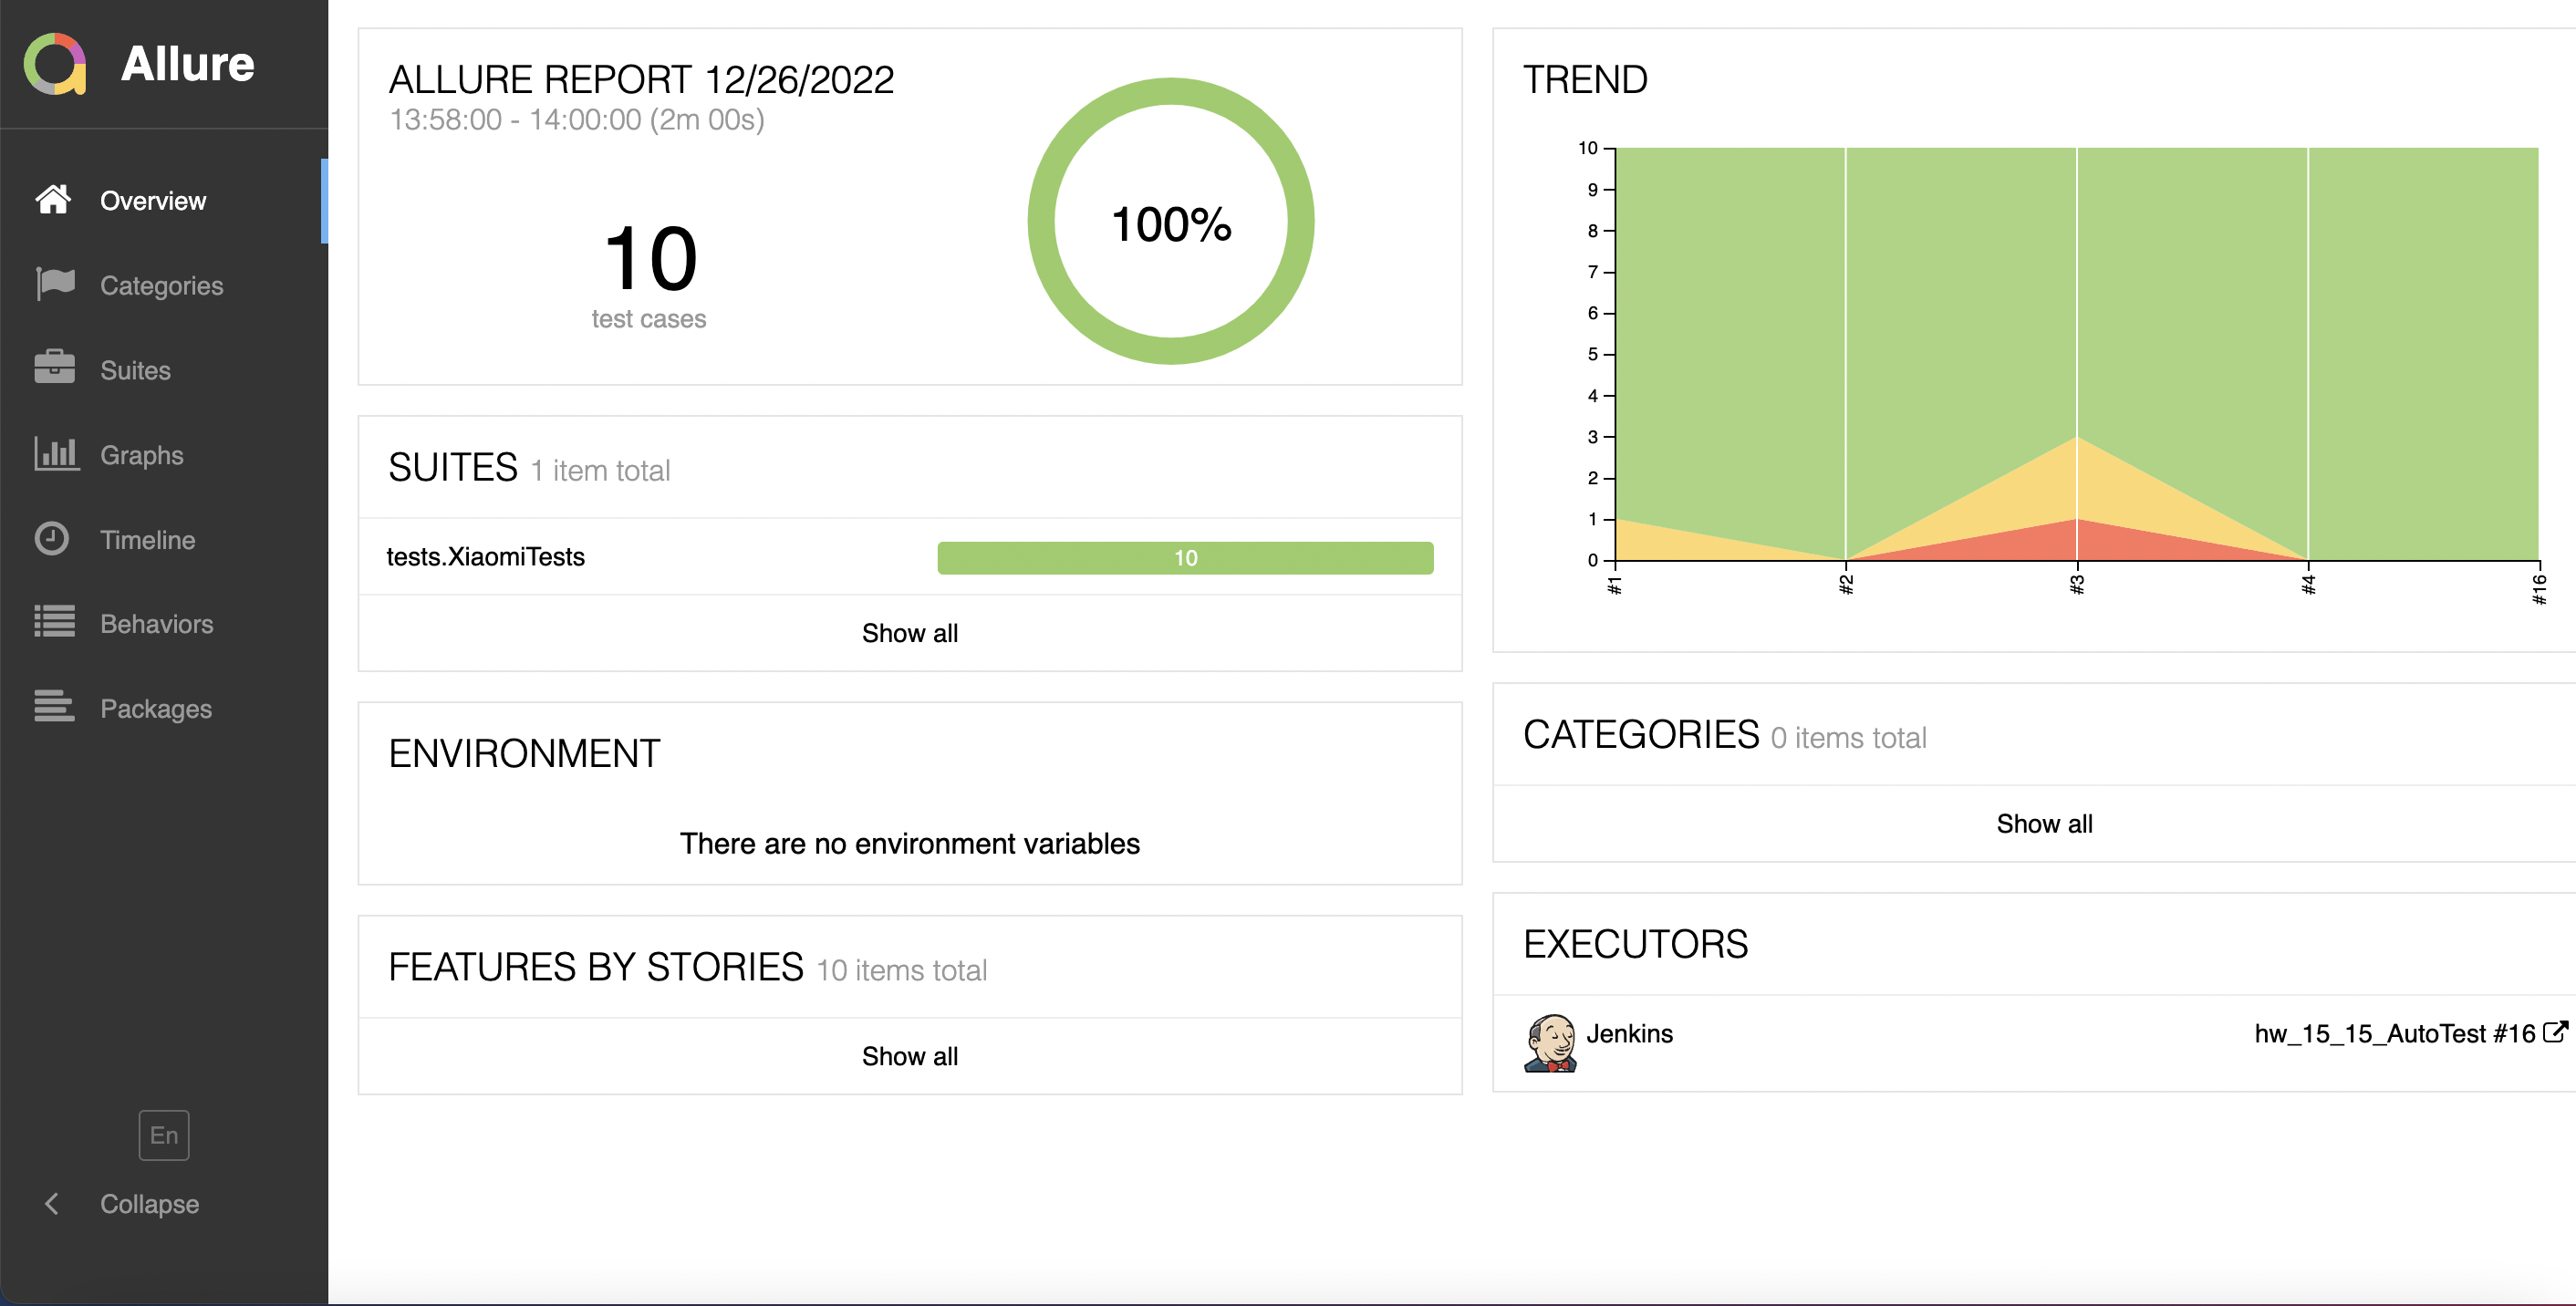 Allure
Overview
Categories
Suites
Graphs
Timeline
Behaviors
Packages
En
Collapse
ALLURE REPORT 12/26/2022
13:58:00 - 14:00:00 (2m 00s)
10
test cases
100%
SUITES 1 item total
tests.XiaomiTests 10
Show all
ENVIRONMENT
There are no environment variables
FEATURES BY STORIES 10 items total
Show all
TREND
10
9
8
7
6
5
4
3
2
1
0
#1 #2 #3 #4 #16
CATEGORIES 0 items total
Show all
EXECUTORS
Jenkins hw_15_15_AutoTest #16